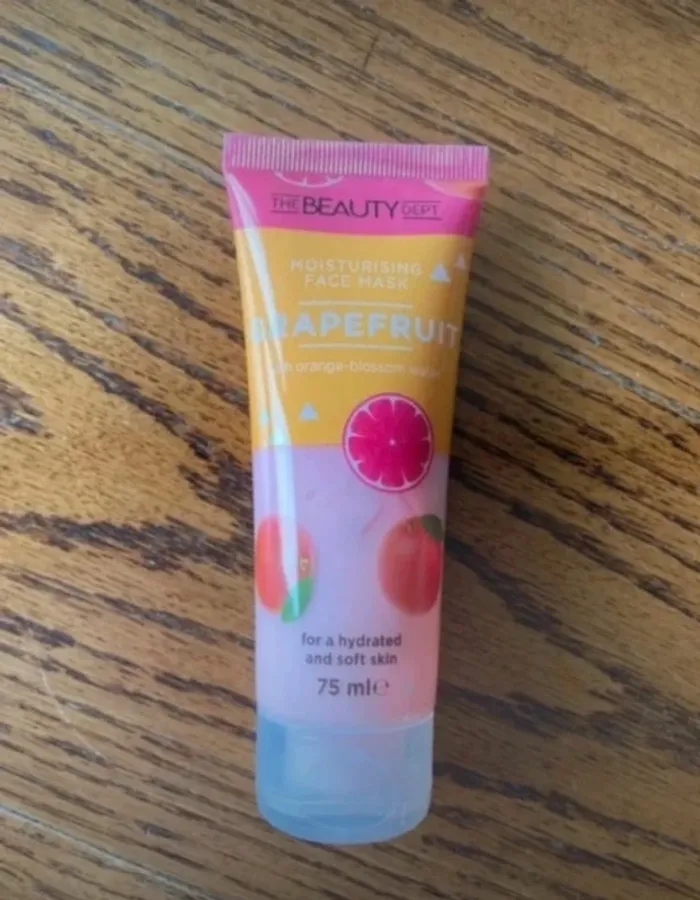 THE BEAUTY DEPT
MOISTURISING
FACE MASK
GRAPEFRUIT
orange-blossom
for a hydrated
and soft skin
75 ml℮